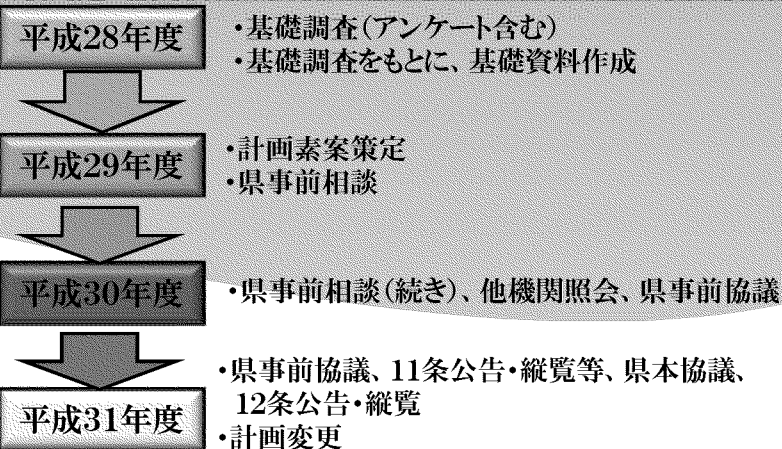 平成28年度
・基礎調査（アンケート含む）
・基礎調査をもとに、基礎資料作成
平成29年度
・計画素案策定
・県事前相談
平成30年度
・県事前相談（続き）、他機関照会、県事前協議
平成31年度
・県事前協議、11条公告・縦覧等、県本協議、
12条公告・縦覧
・計画変更